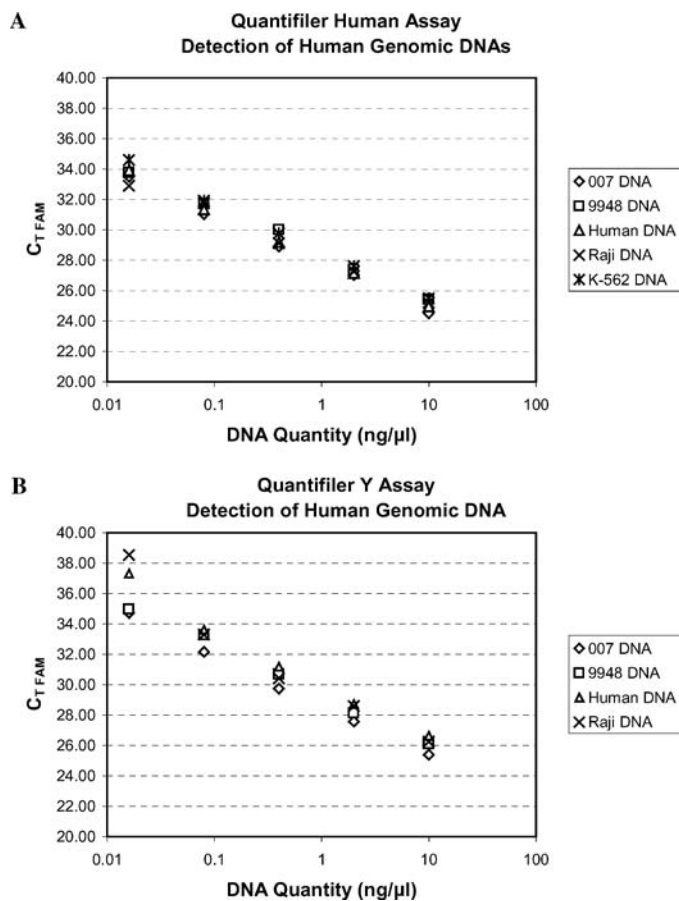 A
Quantifiler Human Assay
Detection of Human Genomic DNAs
40.00
38.00
36.00
34.00
32.00
30.00
28.00
26.00
24.00
22.00
20.00
C_T FAM
0.01 0.1 1 10 100
DNA Quantity (ng/µl)
007 DNA
9948 DNA
Human DNA
Raji DNA
K-562 DNA
B
Quantifiler Y Assay
Detection of Human Genomic DNA
40.00
38.00
36.00
34.00
32.00
30.00
28.00
26.00
24.00
22.00
20.00
C_T FAM
0.01 0.1 1 10 100
DNA Quantity (ng/µl)
007 DNA
9948 DNA
Human DNA
Raji DNA